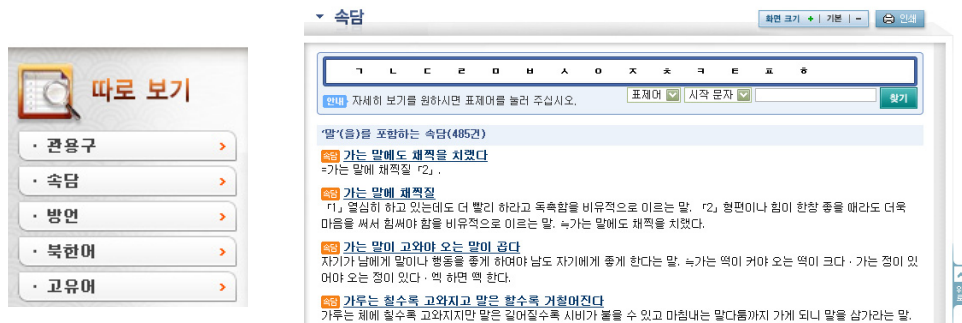 따로 보기
· 관용구
· 속담
· 방언
· 북한어
· 고유어
속담
화면 크기 + | 기본 | -
인쇄
ㄱ ㄴ ㄷ ㄹ ㅁ ㅂ ㅅ ㅇ ㅈ ㅊ ㅋ ㅌ ㅍ ㅎ
안내 자세히 보기를 원하시면 표제어를 눌러 주십시오.
표제어 시작 문자 찾기
'말'(을)를 포함하는 속담(485건)
속담 가는 말에도 채찍을 치랬다
=가는 말에 채찍질 「2」.
속담 가는 말에 채찍질
「1」열심히 하고 있는데도 더 빨리 하라고 독촉함을 비유적으로 이르는 말. 「2」형편이나 힘이 한창 좋을 때라도 더욱
마음을 써서 힘써야 함을 비유적으로 이르는 말. ≒가는 말에도 채찍을 치랬다.
속담 가는 말이 고와야 오는 말이 곱다
자기가 남에게 말이나 행동을 좋게 하여야 남도 자기에게 좋게 한다는 말. ≒가는 떡이 커야 오는 떡이 크다 · 가는 정이 있
어야 오는 정이 있다 · 엑 하면 떽 한다.
속담 가루는 칠수록 고와지고 말은 할수록 거칠어진다
가루는 체에 칠수록 고와지지만 말은 길어질수록 시비가 붙을 수 있고 마침내는 말다툼까지 가게 되니 말을 삼가라는 말.